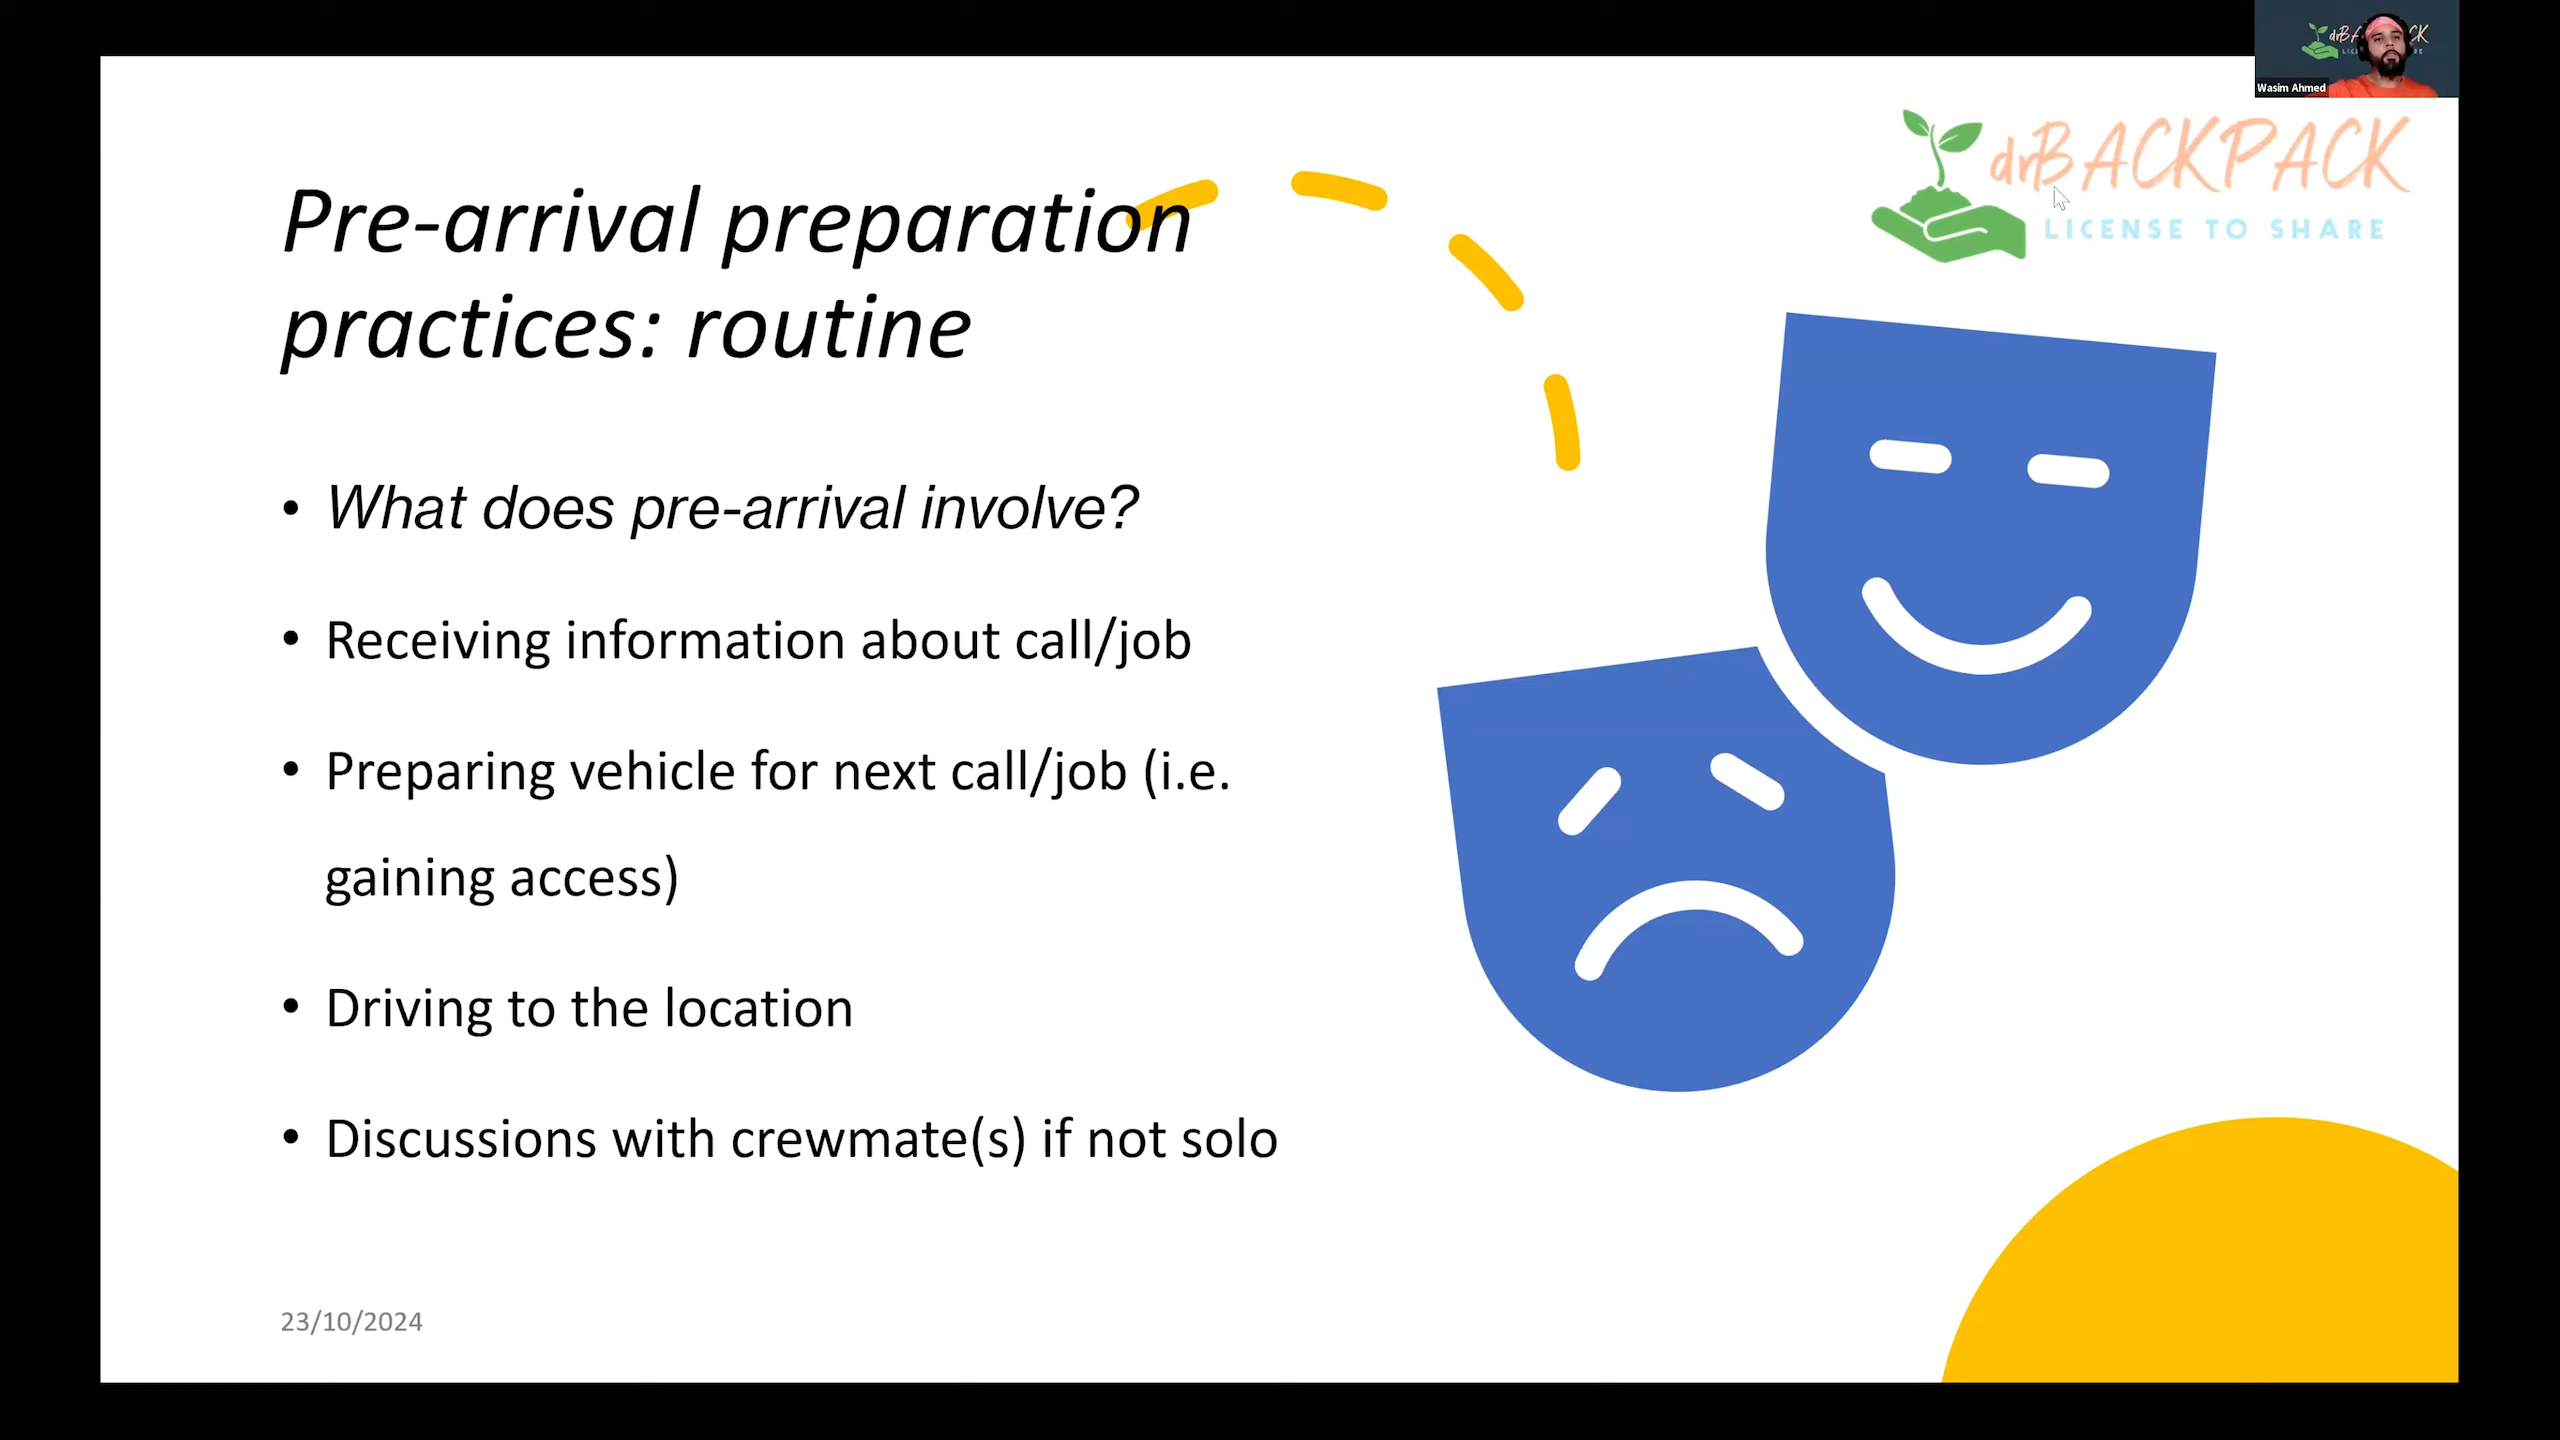 Wasim Ahmed
drBACKPACK
LICENSE TO SHARE
Pre-arrival preparation
practices: routine
• What does pre-arrival involve?
• Receiving information about call/job
• Preparing vehicle for next call/job (i.e.
gaining access)
• Driving to the location
• Discussions with crewmate(s) if not solo
23/10/2024